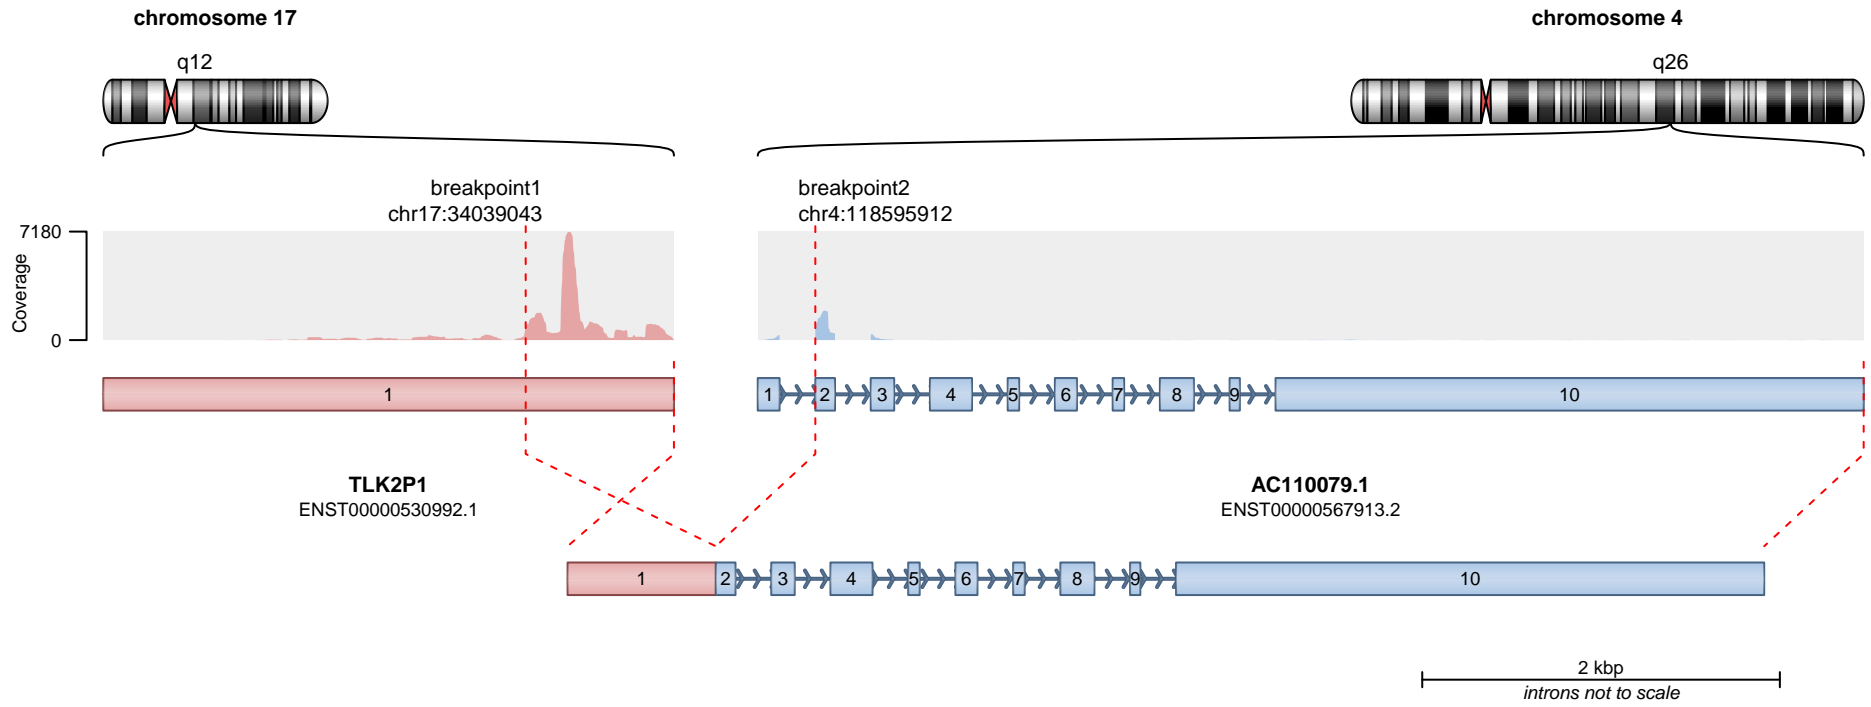 chromosome 17
chromosome 4
q12
q26
breakpoint1
chr17:34039043
breakpoint2
chr4:118595912
7180
Coverage
0
1
1 2 3 4 5 6 7 8 9 10
TLK2P1
ENST00000530992.1
AC110079.1
ENST00000567913.2
1 2 3 4 5 6 7 8 9 10
2 kbp
introns not to scale